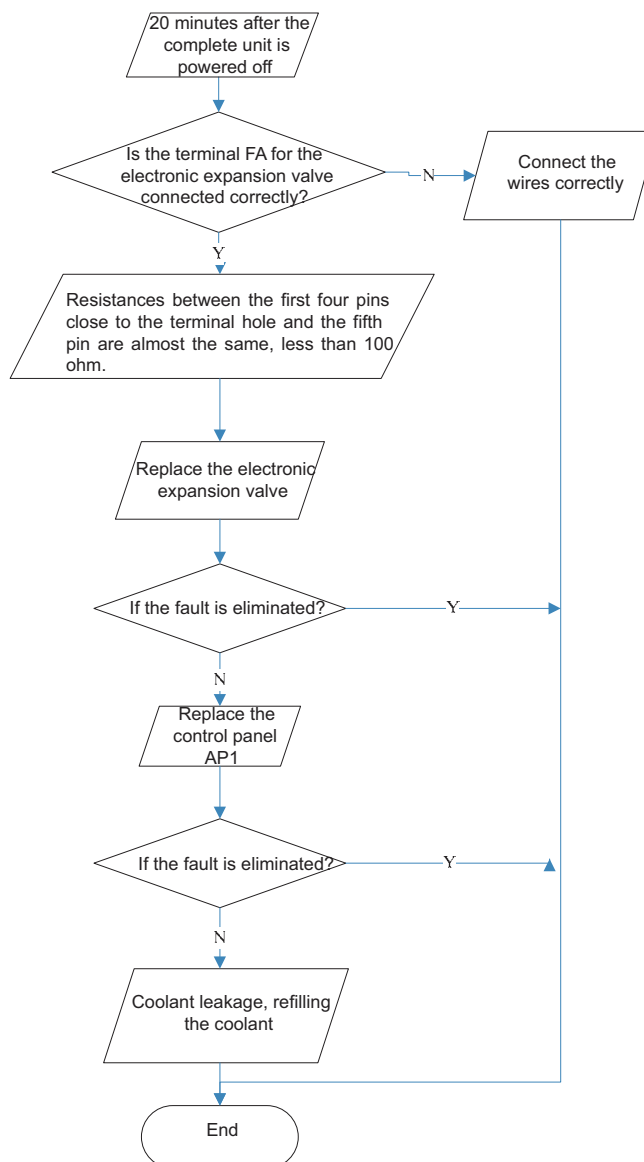 20 minutes after the
complete unit is
powered off
Is the terminal FA for the
electronic expansion valve
connected correctly?
N
Connect the
wires correctly
Y
Resistances between the first four pins
close to the terminal hole and the fifth
pin are almost the same, less than 100
ohm.
Replace the electronic
expansion valve
If the fault is eliminated?
Y
N
Replace the
control panel
AP1
If the fault is eliminated?
Y
N
Coolant leakage, refilling
the coolant
End